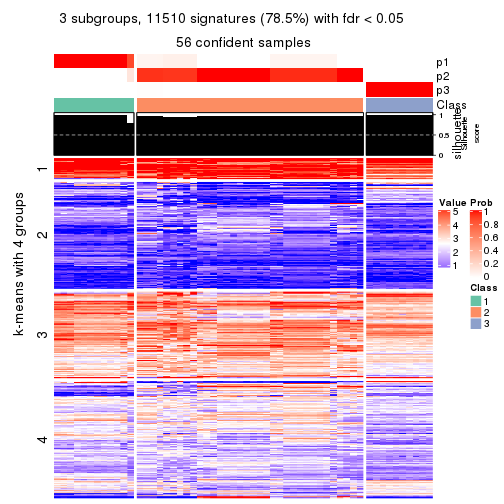 3 subgroups, 11510 signatures (78.5%) with fdr < 0.05
56 confident samples
p1
p2
p3
Class
1
0.5
0
silhouette
Silhouette
score
k-means with 4 groups
1
2
3
4
Value
5
4
3
2
1
Prob
1
0.8
0.6
0.4
0.2
0
Class
1
2
3